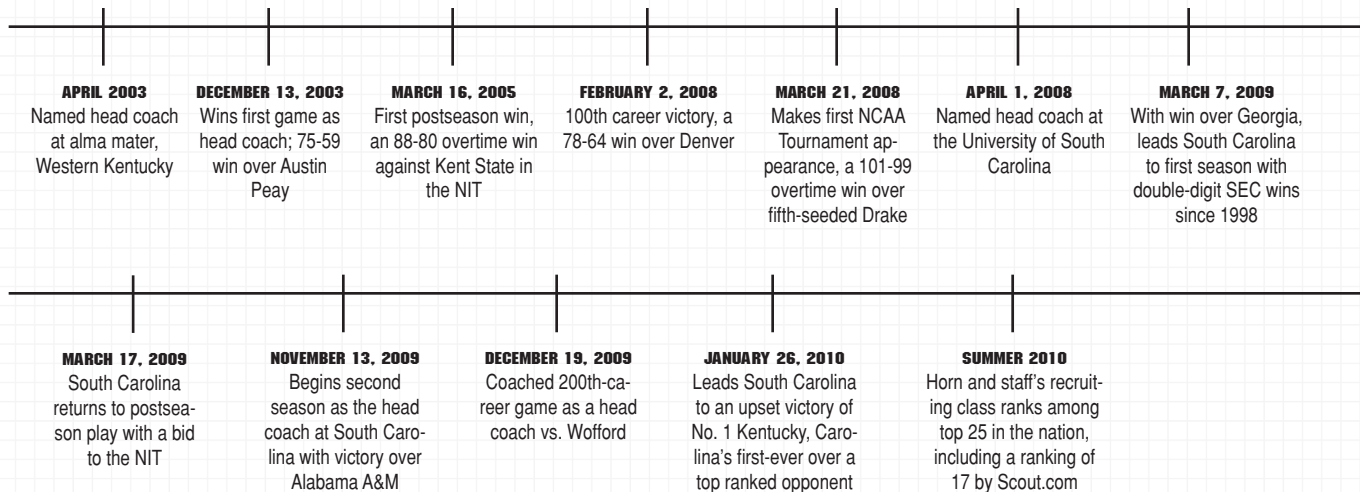 APRIL 2003
Named head coach
at alma mater,
Western Kentucky
DECEMBER 13, 2003
Wins first game as
head coach; 75-59
win over Austin
Peay
MARCH 16, 2005
First postseason win,
an 88-80 overtime win
against Kent State in
the NIT
FEBRUARY 2, 2008
100th career victory, a
78-64 win over Denver
MARCH 21, 2008
Makes first NCAA
Tournament ap-
pearance, a 101-99
overtime win over
fifth-seeded Drake
APRIL 1, 2008
Named head coach at
the University of South
Carolina
MARCH 7, 2009
With win over Georgia,
leads South Carolina
to first season with
double-digit SEC wins
since 1998
MARCH 17, 2009
South Carolina
returns to postsea-
son play with a bid
to the NIT
NOVEMBER 13, 2009
Begins second
season as the head
coach at South Caro-
lina with victory over
Alabama A&M
DECEMBER 19, 2009
Coached 200th-ca-
reer game as a head
coach vs. Wofford
JANUARY 26, 2010
Leads South Carolina
to an upset victory of
No. 1 Kentucky, Caro-
lina's first-ever over a
top ranked opponent
SUMMER 2010
Horn and staff's recruit-
ing class ranks among
top 25 in the nation,
including a ranking of
17 by Scout.com